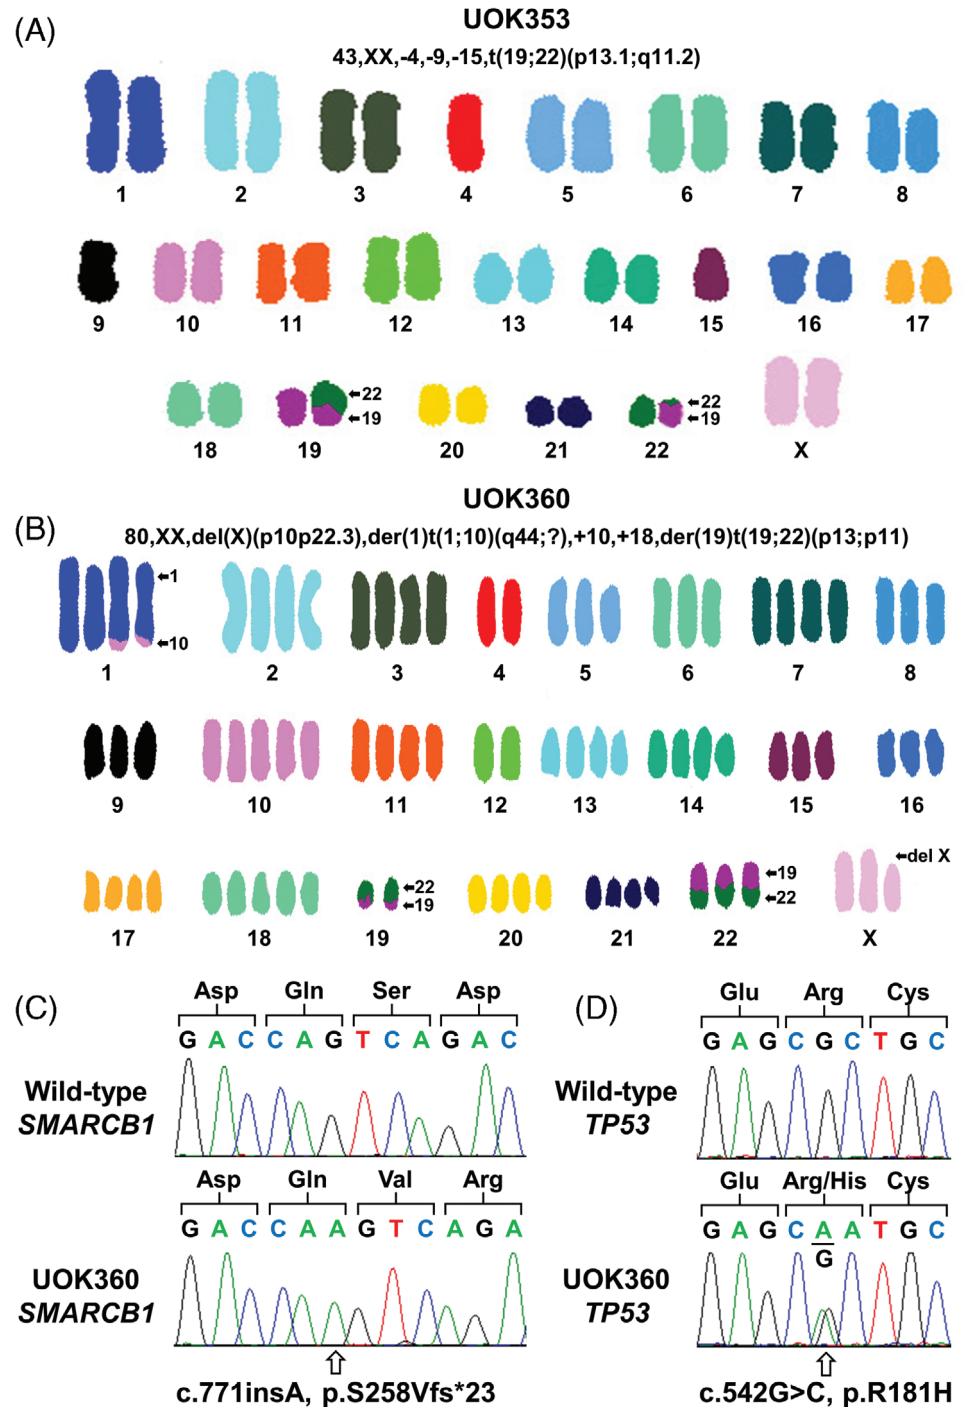 (A)
UOK353
43,XX,-4,-9,-15,t(19;22)(p13.1;q11.2)
1 2 3 4 5 6 7 8
9 10 11 12 13 14 15 16 17
22
19
22
19
18 19 20 21 22 X
(B)
UOK360
80,XX,del(X)(p10p22.3),der(1)t(1;10)(q44;?),+10,+18,der(19)t(19;22)(p13;p11)
1
10
1 2 3 4 5 6 7 8
9 10 11 12 13 14 15 16
22
19
19
22
del X
17 18 19 20 21 22 X
(C)
Asp Gln Ser Asp
G A C C A G T C A G A C
Wild-type
SMARCB1
Asp Gln Val Arg
G A C C A A G T C A G A
UOK360
SMARCB1
c.771insA, p.S258Vfs*23
(D)
Glu Arg Cys
G A G C G C T G C
Wild-type
TP53
Glu Arg/His Cys
G A G C A A T G C
G
UOK360
TP53
c.542G>C, p.R181H